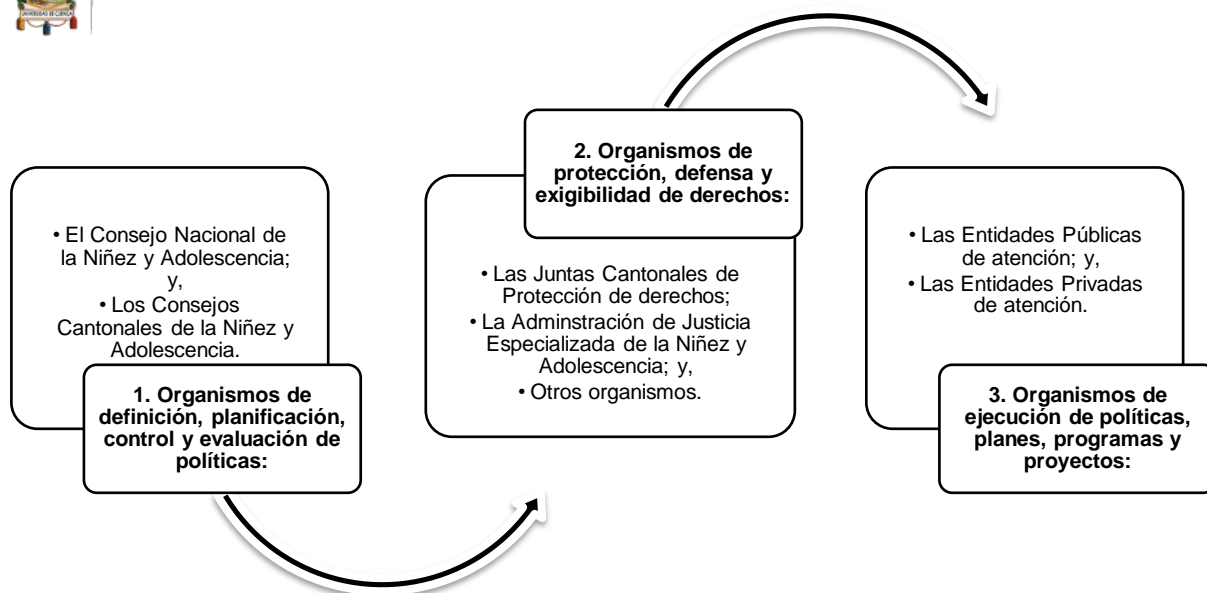 UNIVERSIDAD DE CUENCA
• El Consejo Nacional de
la Niñez y Adolescencia;
y,
• Los Consejos
Cantonales de la Niñez y
Adolescencia.
1. Organismos de
definición, planificación,
control y evaluación de
políticas:
2. Organismos de
protección, defensa y
exigibilidad de derechos:
• Las Juntas Cantonales de
Protección de derechos;
• La Adminstración de Justicia
Especializada de la Niñez y
Adolescencia; y,
• Otros organismos.
• Las Entidades Públicas
de atención; y,
• Las Entidades Privadas
de atención.
3. Organismos de
ejecución de políticas,
planes, programas y
proyectos: